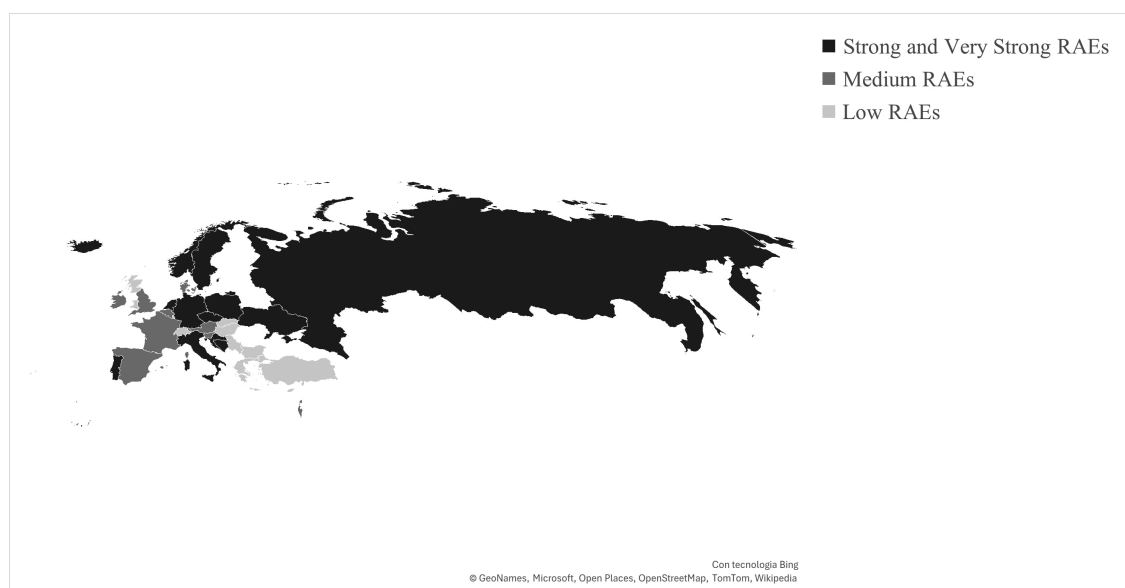 Strong and Very Strong RAEs
Medium RAEs
Low RAEs
Con tecnologia Bing
© GeoNames, Microsoft, Open Places, OpenStreetMap, TomTom, Wikipedia